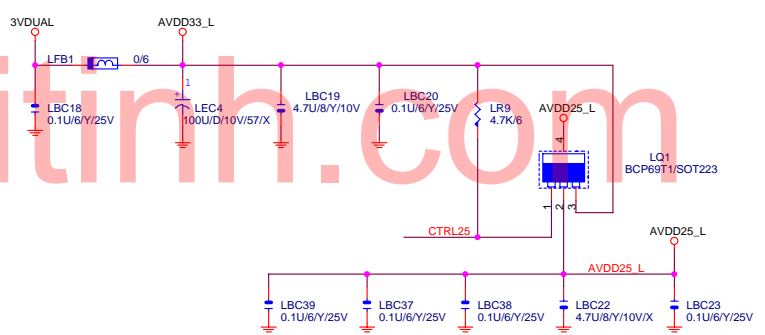 3VDUAL
AVDD33_L
LFB1
0/6
1
+
LBC18
0.1U/6/Y/25V
LEC4
100U/D/10V/57/X
LBC19
4.7U/8/Y/10V
LBC20
0.1U/6/Y/25V
LR9
4.7K/6
AVDD25_L
4
LQ1
BCP69T1/SOT223
1
2
3
itinh.com
CTRL25
AVDD25_L
AVDD25_L
LBC39
0.1U/6/Y/25V
LBC37
0.1U/6/Y/25V
LBC38
0.1U/6/Y/25V
LBC22
4.7U/8/Y/10V/X
LBC23
0.1U/6/Y/25V